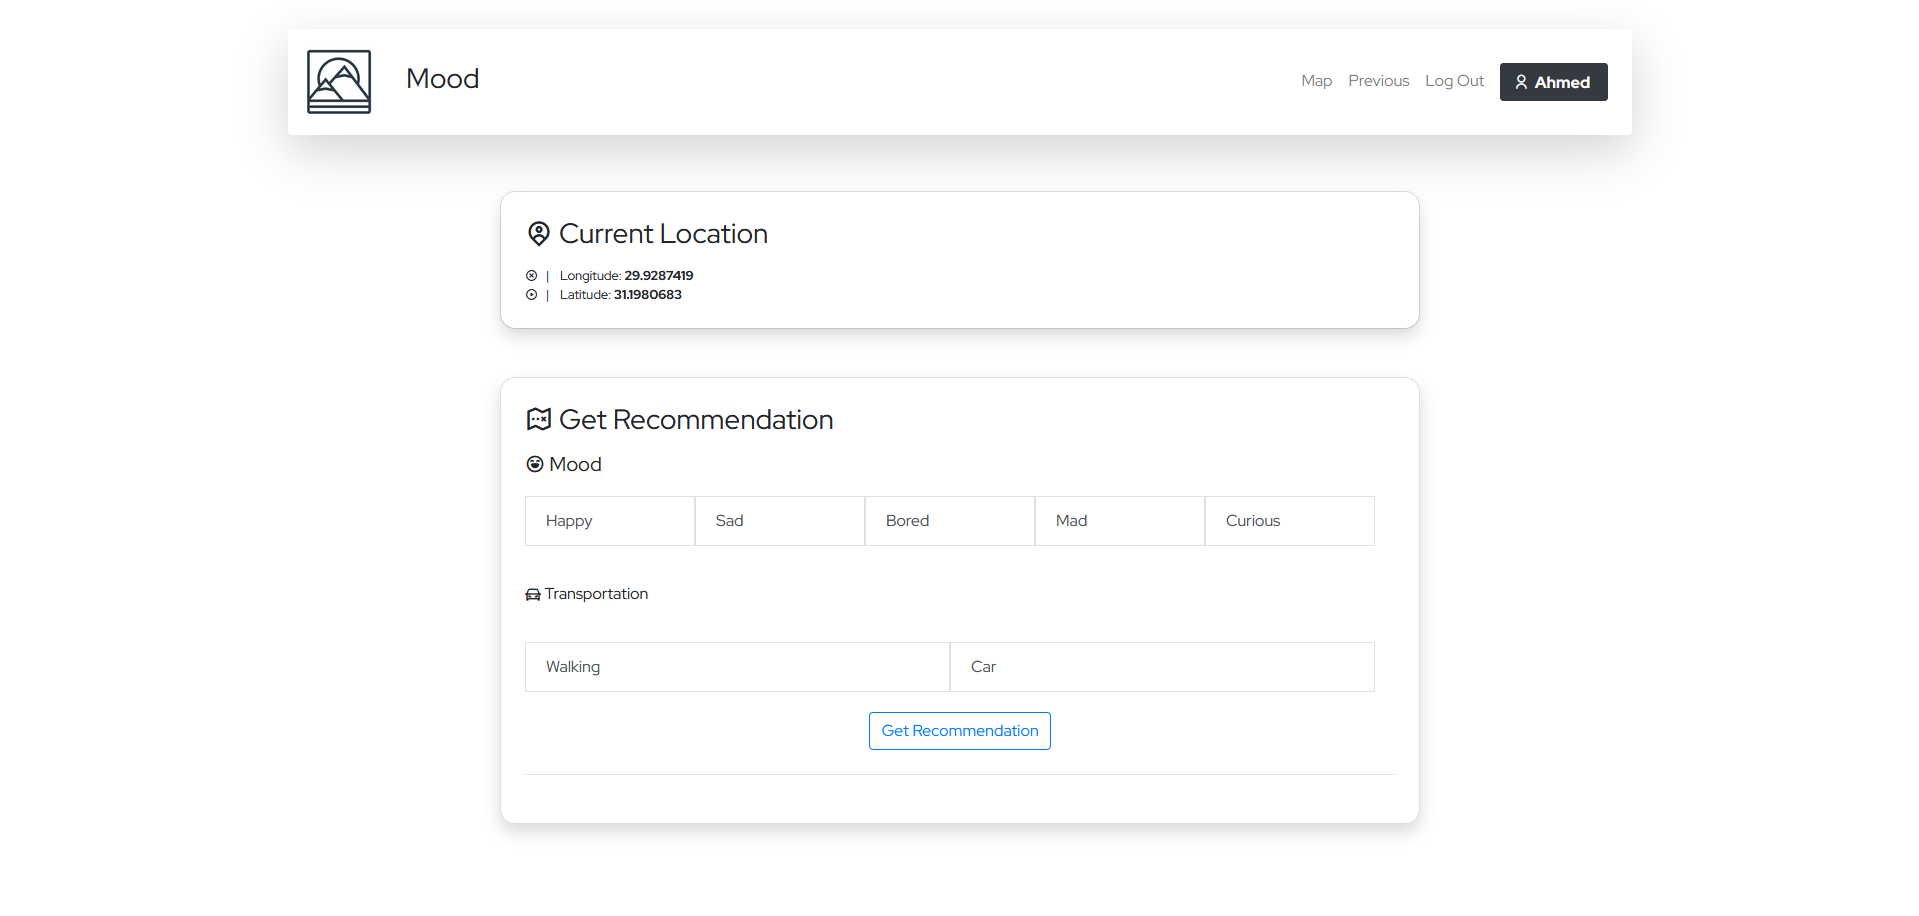 Mood
Map Previous Log Out Ahmed
Current Location
| Longitude: 29.9287419
| Latitude: 31.1980683
Get Recommendation
Mood
Happy Sad Bored Mad Curious
Transportation
Walking Car
Get Recommendation